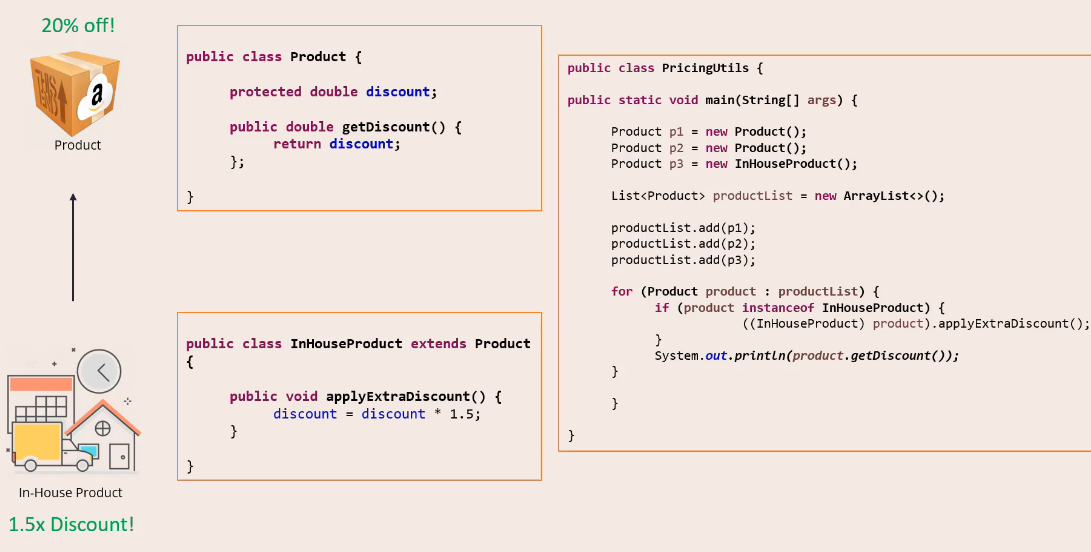 20% off!
Product
public class Product {
protected double discount;
public double getDiscount() {
return discount;
};
}
public class InHouseProduct extends Product
{
public void applyExtraDiscount() {
discount = discount * 1.5;
}
}
In-House Product
1.5x Discount!
public class PricingUtils {
public static void main(String[] args) {
Product p1 = new Product();
Product p2 = new Product();
Product p3 = new InHouseProduct();
List<Product> productList = new ArrayList<>();
productList.add(p1);
productList.add(p2);
productList.add(p3);
for (Product product : productList) {
if (product instanceof InHouseProduct) {
((InHouseProduct) product).applyExtraDiscount();
}
System.out.println(product.getDiscount());
}
}
}